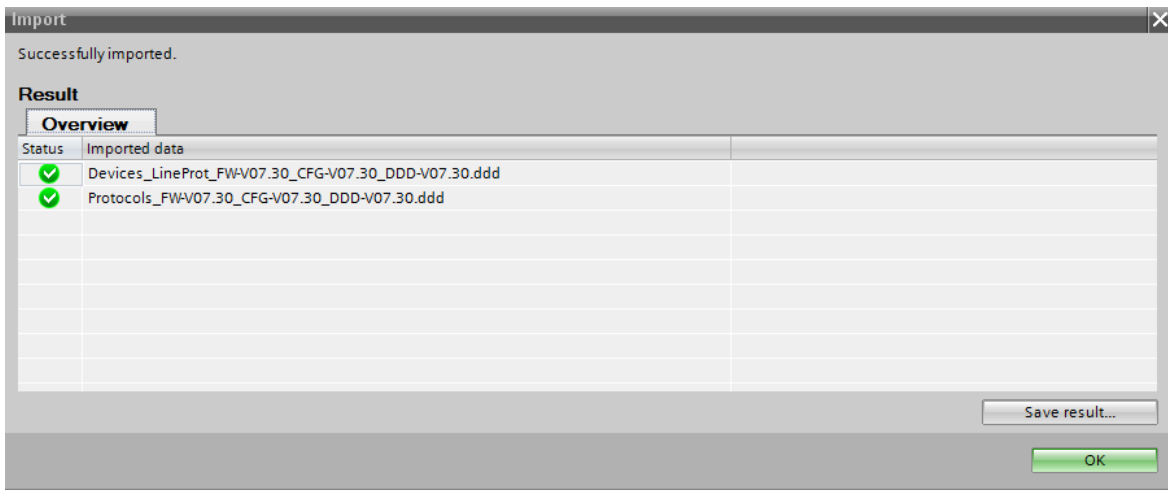 Import
Successfully imported.
Result
Overview
Status Imported data
Devices_LineProt_FW-V07.30_CFG-V07.30_DDD-V07.30.ddd
Protocols_FW-V07.30_CFG-V07.30_DDD-V07.30.ddd
Save result...
OK